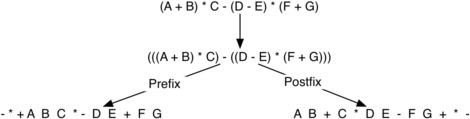 (A + B) * C - (D - E) * (F + G)
(((A + B) * C) - ((D - E) * (F + G)))
Prefix
Postfix
- * + A B C * - D E + F G
A B + C * D E - F G + * -